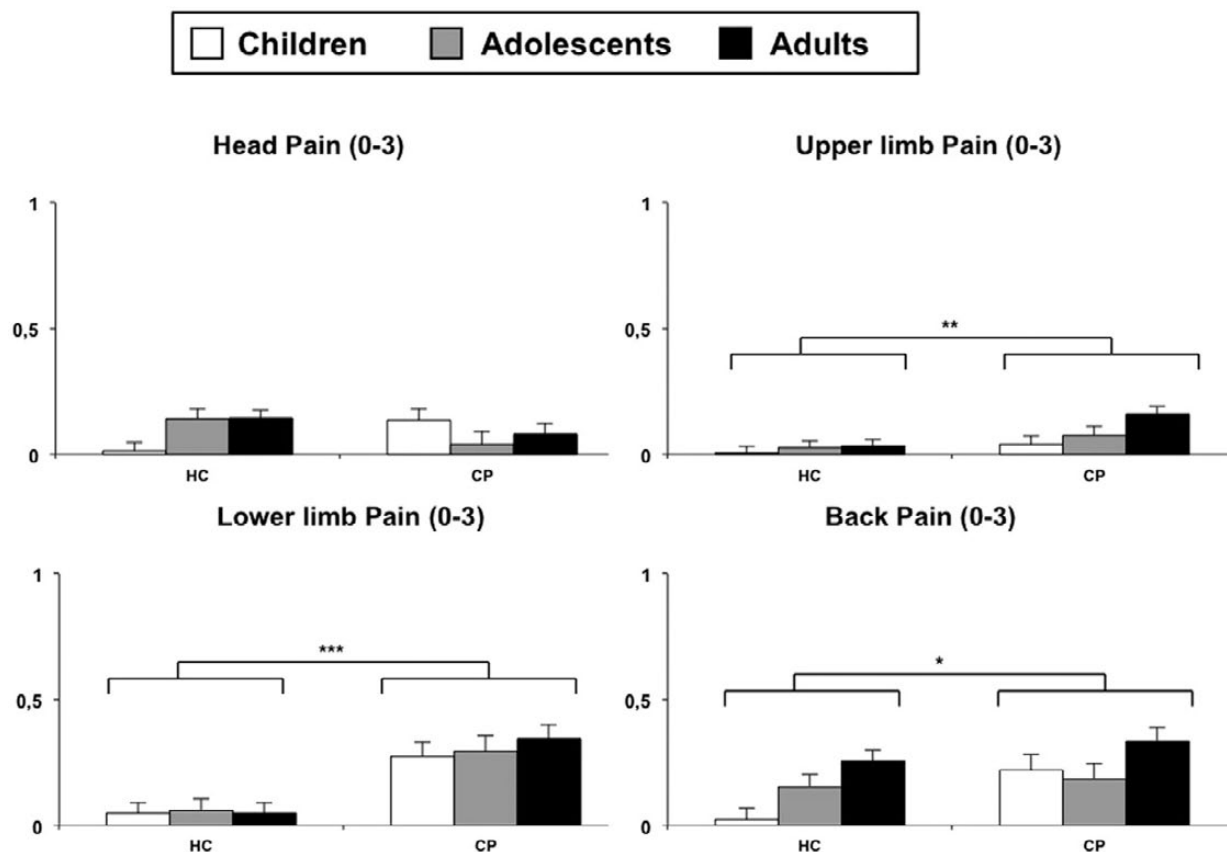 Children Adolescents Adults
Head Pain (0-3)
1
0,5
0
HC CP
Upper limb Pain (0-3)
1
0,5
**
0
HC CP
Lower limb Pain (0-3)
1
***
0,5
0
HC CP
Back Pain (0-3)
1
*
0,5
0
HC CP